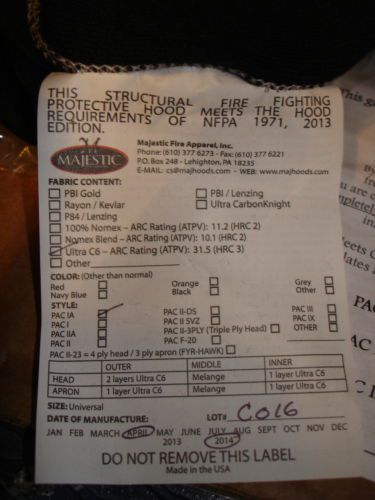 THIS STRUCTURAL FIRE FIGHTING
PROTECTIVE HOOD MEETS THE HOOD
REQUIREMENTS OF NFPA 1971, 2013
EDITION.
MAJESTIC
Majestic Fire Apparel, Inc.
Phone: (610) 377 6273 - Fax: (610) 377 6221
P.O. Box 248 - Lehighton, PA 18235
E-MAIL: cs@majhoods.com - WEB: www.majhoods.com
FABRIC CONTENT:
PBI Gold
PBI / Lenzing
Rayon / Kevlar
Ultra CarbonKnight
P84 / Lenzing
100% Nomex - ARC Rating (ATPV): 11.2 (HRC 2)
Nomex Blend - ARC Rating (ATPV): 10.1 (HRC 2)
Ultra C6 - ARC Rating (ATPV): 31.5 (HRC 3)
Other
COLOR: (Other than normal)
Red Orange Grey
Navy Blue Black Other
STYLE:
PAC IA PAC II-DS PAC III
PAC I PAC II SVZ PAC IX
PAC IIA PAC II-3PLY (Triple Ply Head) OTHER
PAC II PAC F-20
PAC II-23 = 4 ply head / 3 ply apron (FYR-HAWK)
OUTER MIDDLE INNER
HEAD 2 layers Ultra C6 Melange 1 layer Ultra C6
APRON 1 layer Ultra C6 Melange 1 layer Ultra C6
SIZE: Universal
DATE OF MANUFACTURE: LOT# C016
JAN FEB MARCH APRIL MAY JUNE JULY AUG SEPT OCT NOV DEC
2013 2014
DO NOT REMOVE THIS LABEL
Made in the USA